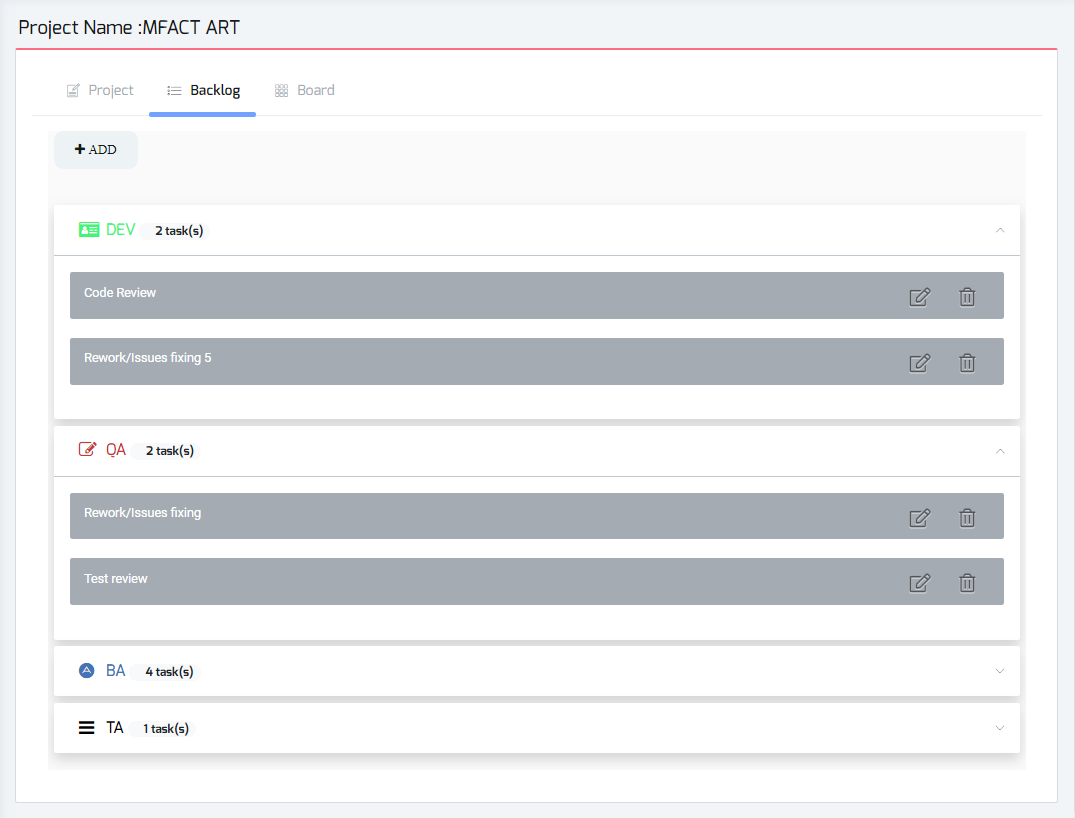 Project Name :MFACT ART
Project Backlog Board
ADD
DEV 2 task(s)
Code Review
Rework/Issues fixing 5
QA 2 task(s)
Rework/Issues fixing
Test review
BA 4 task(s)
TA 1 task(s)